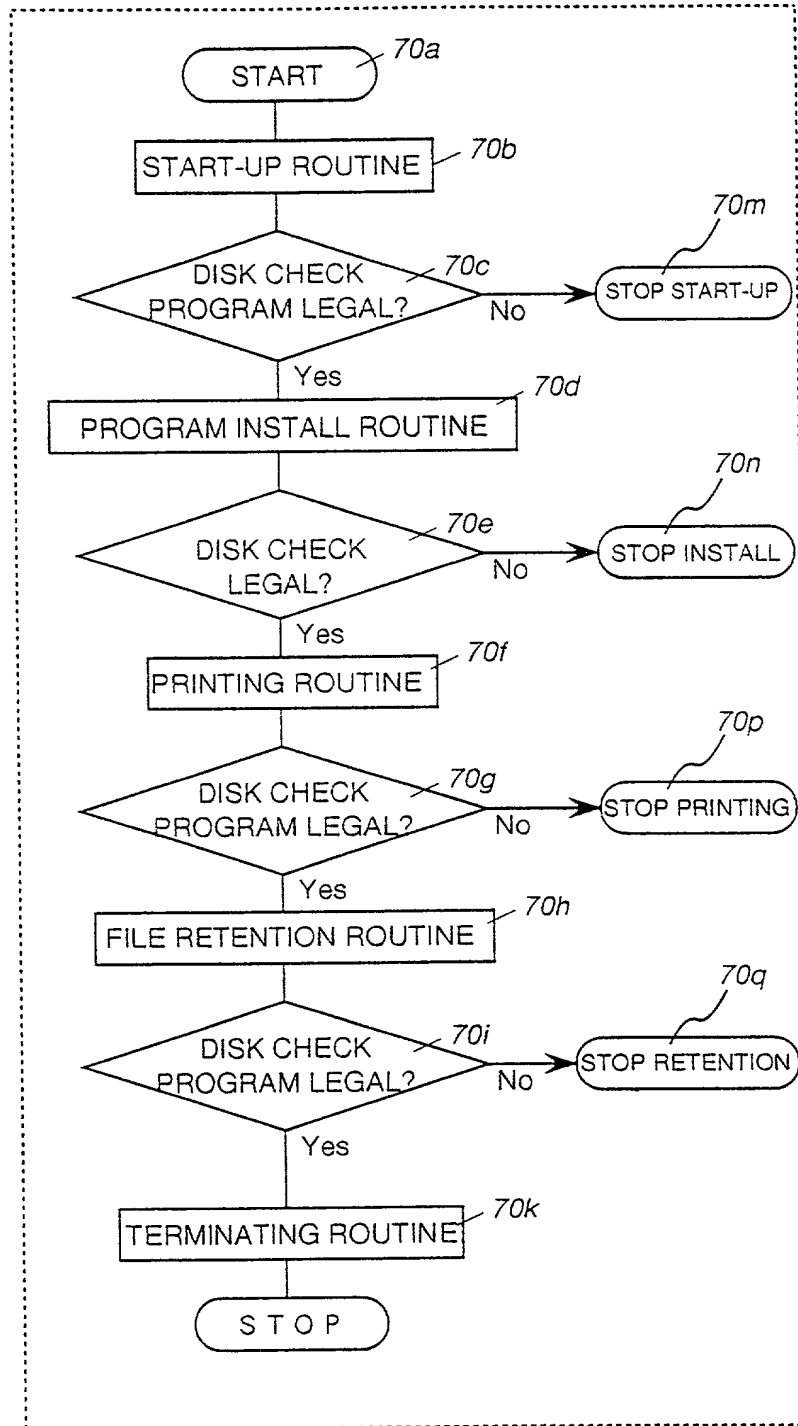 70a
START
70b
START-UP ROUTINE
70m
DISK CHECK
70c
PROGRAM LEGAL?
STOP START-UP
No
Yes
70d
PROGRAM INSTALL ROUTINE
70n
70e
DISK CHECK
LEGAL?
STOP INSTALL
No
Yes
70f
PRINTING ROUTINE
70p
70g
DISK CHECK
PROGRAM LEGAL?
STOP PRINTING
No
Yes
70h
FILE RETENTION ROUTINE
70q
70i
DISK CHECK
PROGRAM LEGAL?
STOP RETENTION
No
Yes
70k
TERMINATING ROUTINE
S T O P